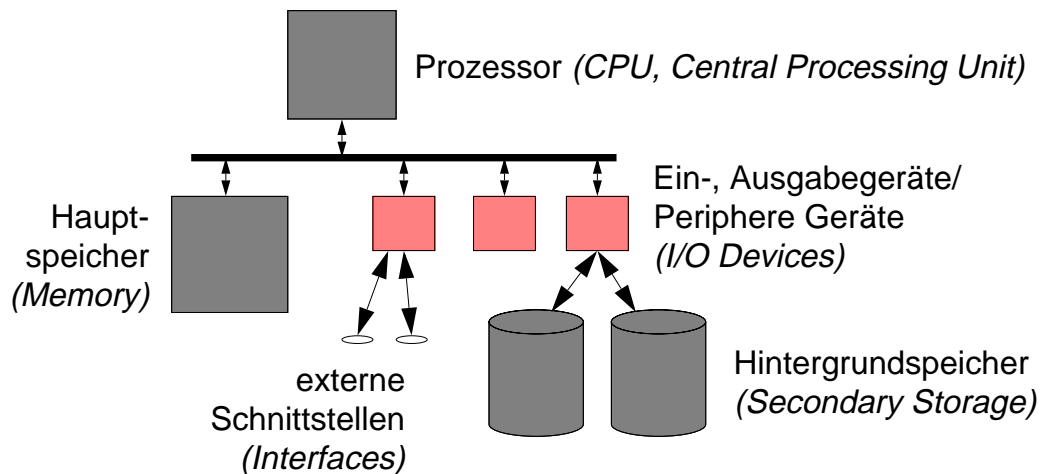 Prozessor (CPU, Central Processing Unit)
Haupt-
speicher
(Memory)
Ein-, Ausgabegeräte/
Periphere Geräte
(I/O Devices)
externe
Schnittstellen
(Interfaces)
Hintergrundspeicher
(Secondary Storage)